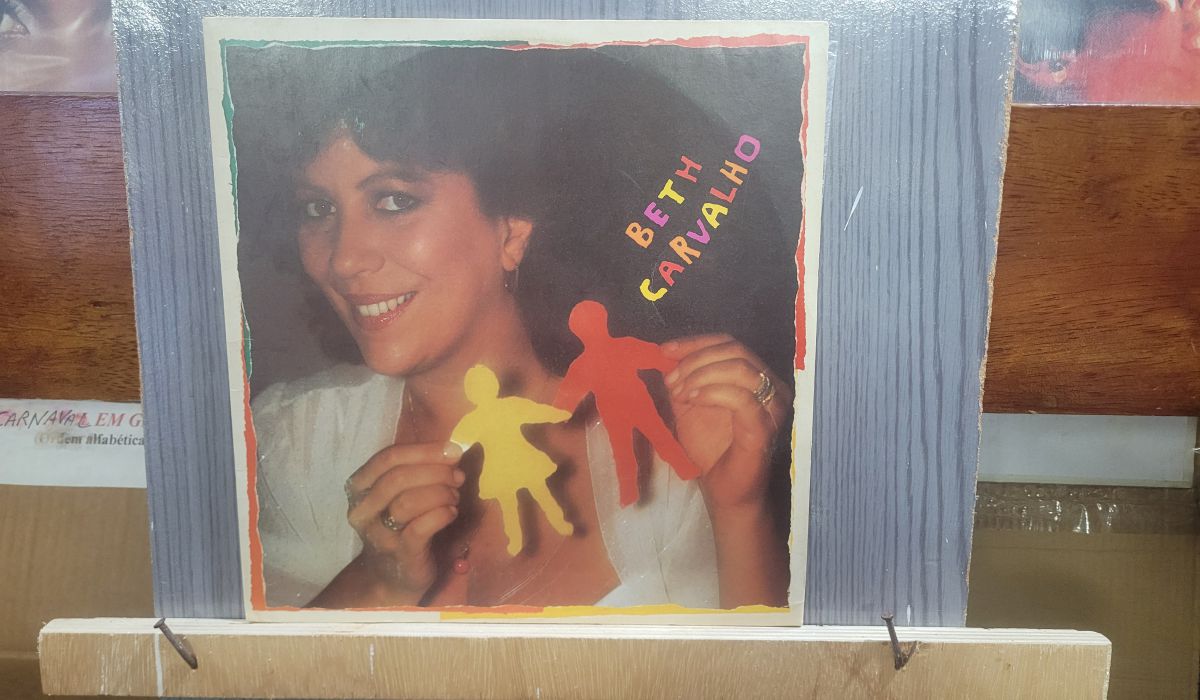 BETH
CARVALHO
CARNAVAL EM G
(Ordem alfabética